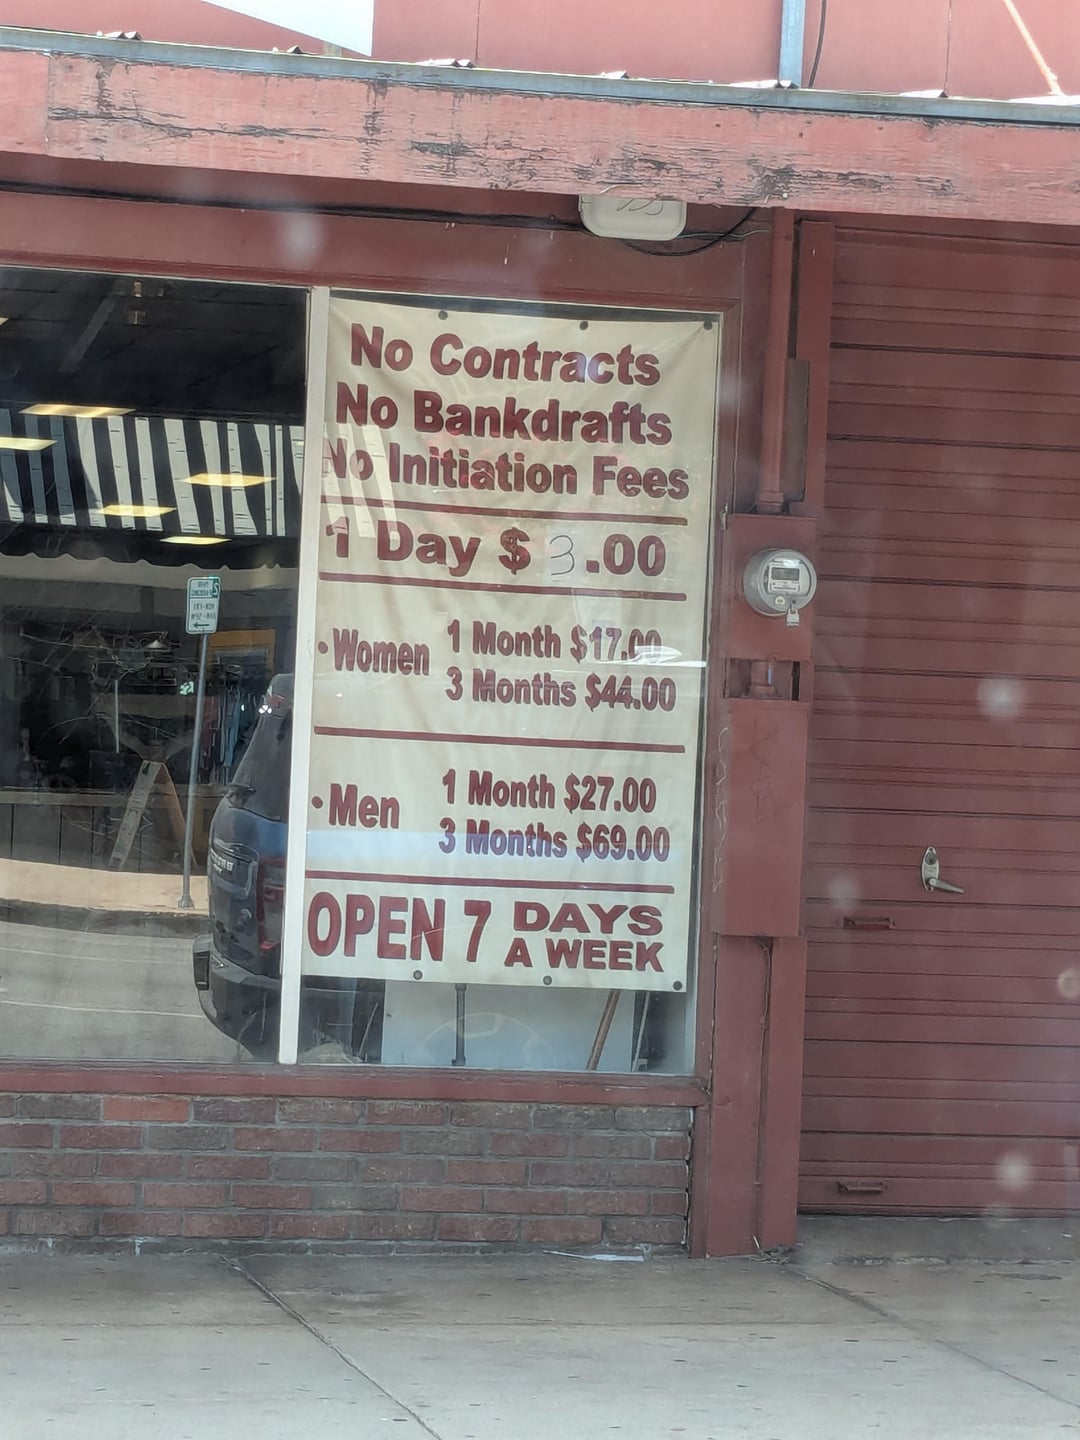 No Contracts
No Bankdrafts
No Initiation Fees
1 Day $ 3.00
• Women
1 Month $17.00
3 Months $44.00
• Men
1 Month $27.00
3 Months $69.00
OPEN 7 DAYS
A WEEK